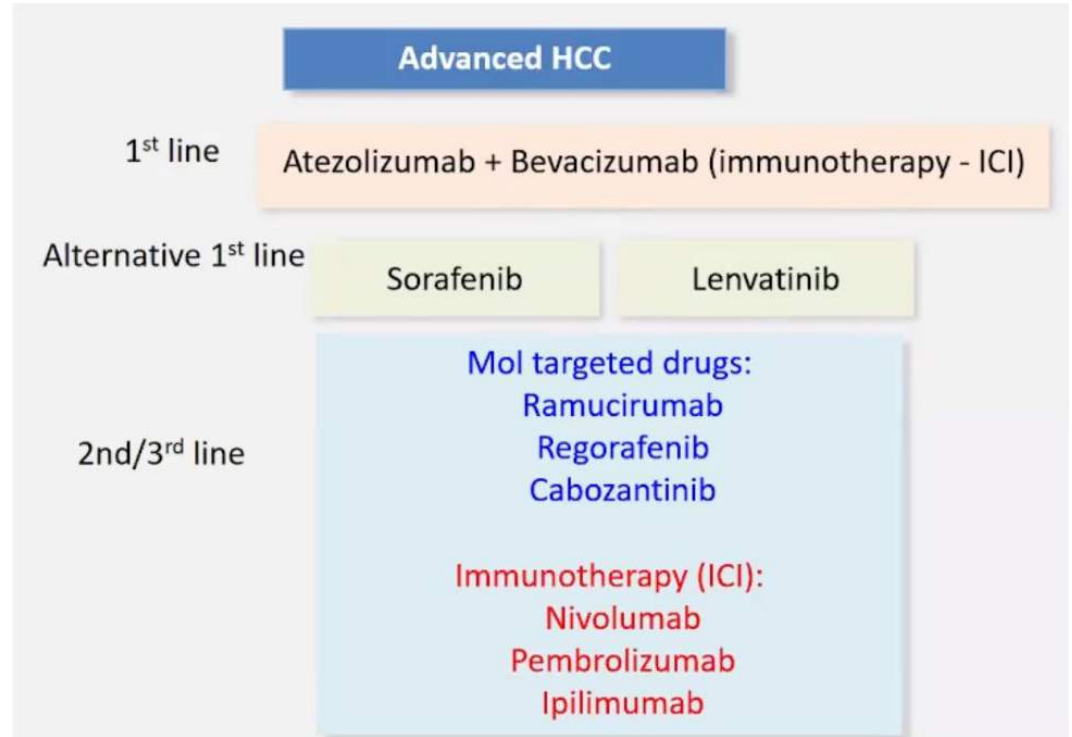 Advanced HCC
1st line
Atezolizumab + Bevacizumab (immunotherapy - ICI)
Alternative 1st line
Sorafenib
Lenvatinib
2nd/3rd line
Mol targeted drugs:
Ramucirumab
Regorafenib
Cabozantinib
Immunotherapy (ICI):
Nivolumab
Pembrolizumab
Ipilimumab